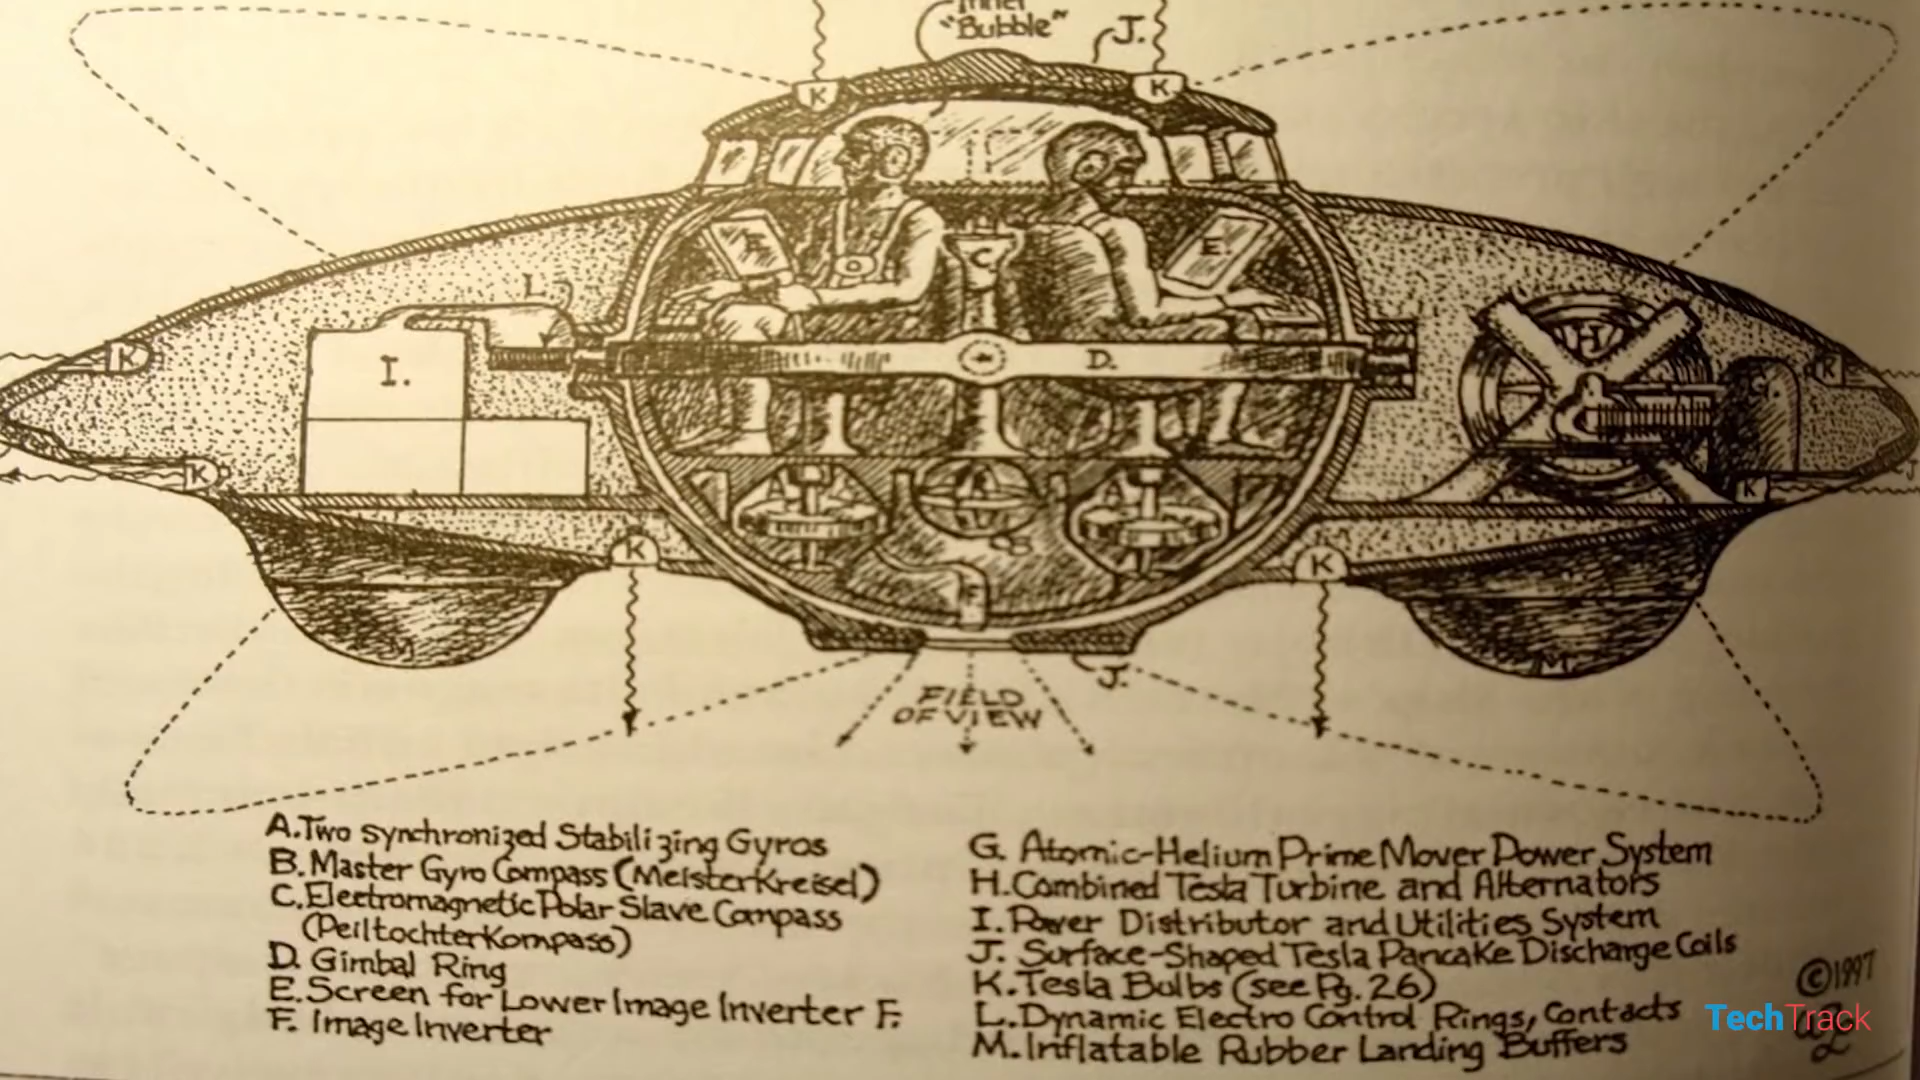 Inner
"Bubble"
J.
K
K
E
E
C
L
I.
D.
H
G
K
K
K
K
J
A
A
K
K
F
M
M
J.
FIELD
OF VIEW
A. Two synchronized Stabilizing Gyros
B. Master Gyro Compass (Meisterkreisel)
C. Electromagnetic Polar Slave Compass
(Peiltochterkompass)
D. Gimbal Ring
E. Screen for Lower Image Inverter F.
F. Image Inverter
G. Atomic-Helium Prime Mover Power System
H. Combined Tesla Turbine and Alternators
I. Power Distributor and Utilities System
J. Surface-Shaped Tesla Pancake Discharge Coils
K. Tesla Bulbs (see Pg. 26)
L. Dynamic Electro Control Rings, Contacts
M. Inflatable Rubber Landing Buffers
©1997
TechTrack